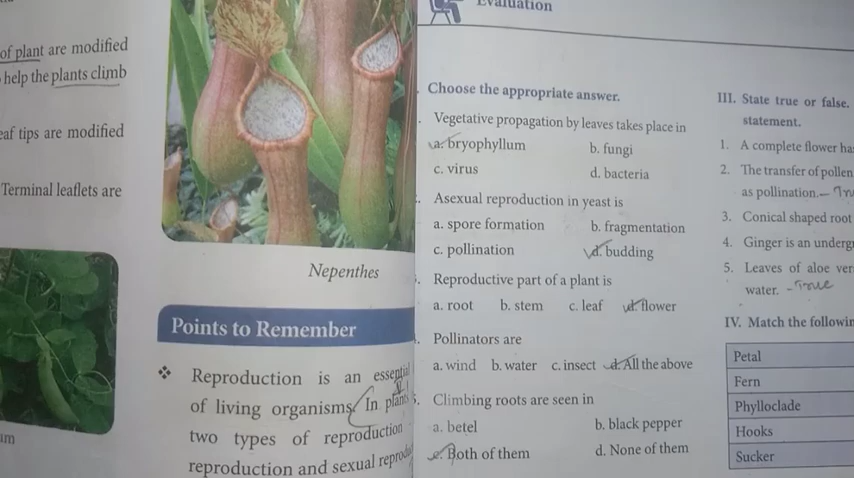 of plant are modified
help the plants climb
eaf tips are modified
Terminal leaflets are
um
Nepenthes
Points to Remember
❖ Reproduction is an essential
of living organisms. In plants
two types of reproduction
reproduction and sexual reprodu
Evaluation
Choose the appropriate answer.
Vegetative propagation by leaves takes place in
a. bryophyllum b. fungi
c. virus d. bacteria
Asexual reproduction in yeast is
a. spore formation b. fragmentation
c. pollination d. budding
Reproductive part of a plant is
a. root b. stem c. leaf d. flower
Pollinators are
a. wind b. water c. insect d. All the above
5. Climbing roots are seen in
a. betel b. black pepper
c. Both of them d. None of them
III. State true or false.
statement.
1. A complete flower ha
2. The transfer of pollen
as pollination. – Tru
3. Conical shaped root
4. Ginger is an undergr
5. Leaves of aloe ver
water. – True
IV. Match the followin
Petal
Fern
Phylloclade
Hooks
Sucker